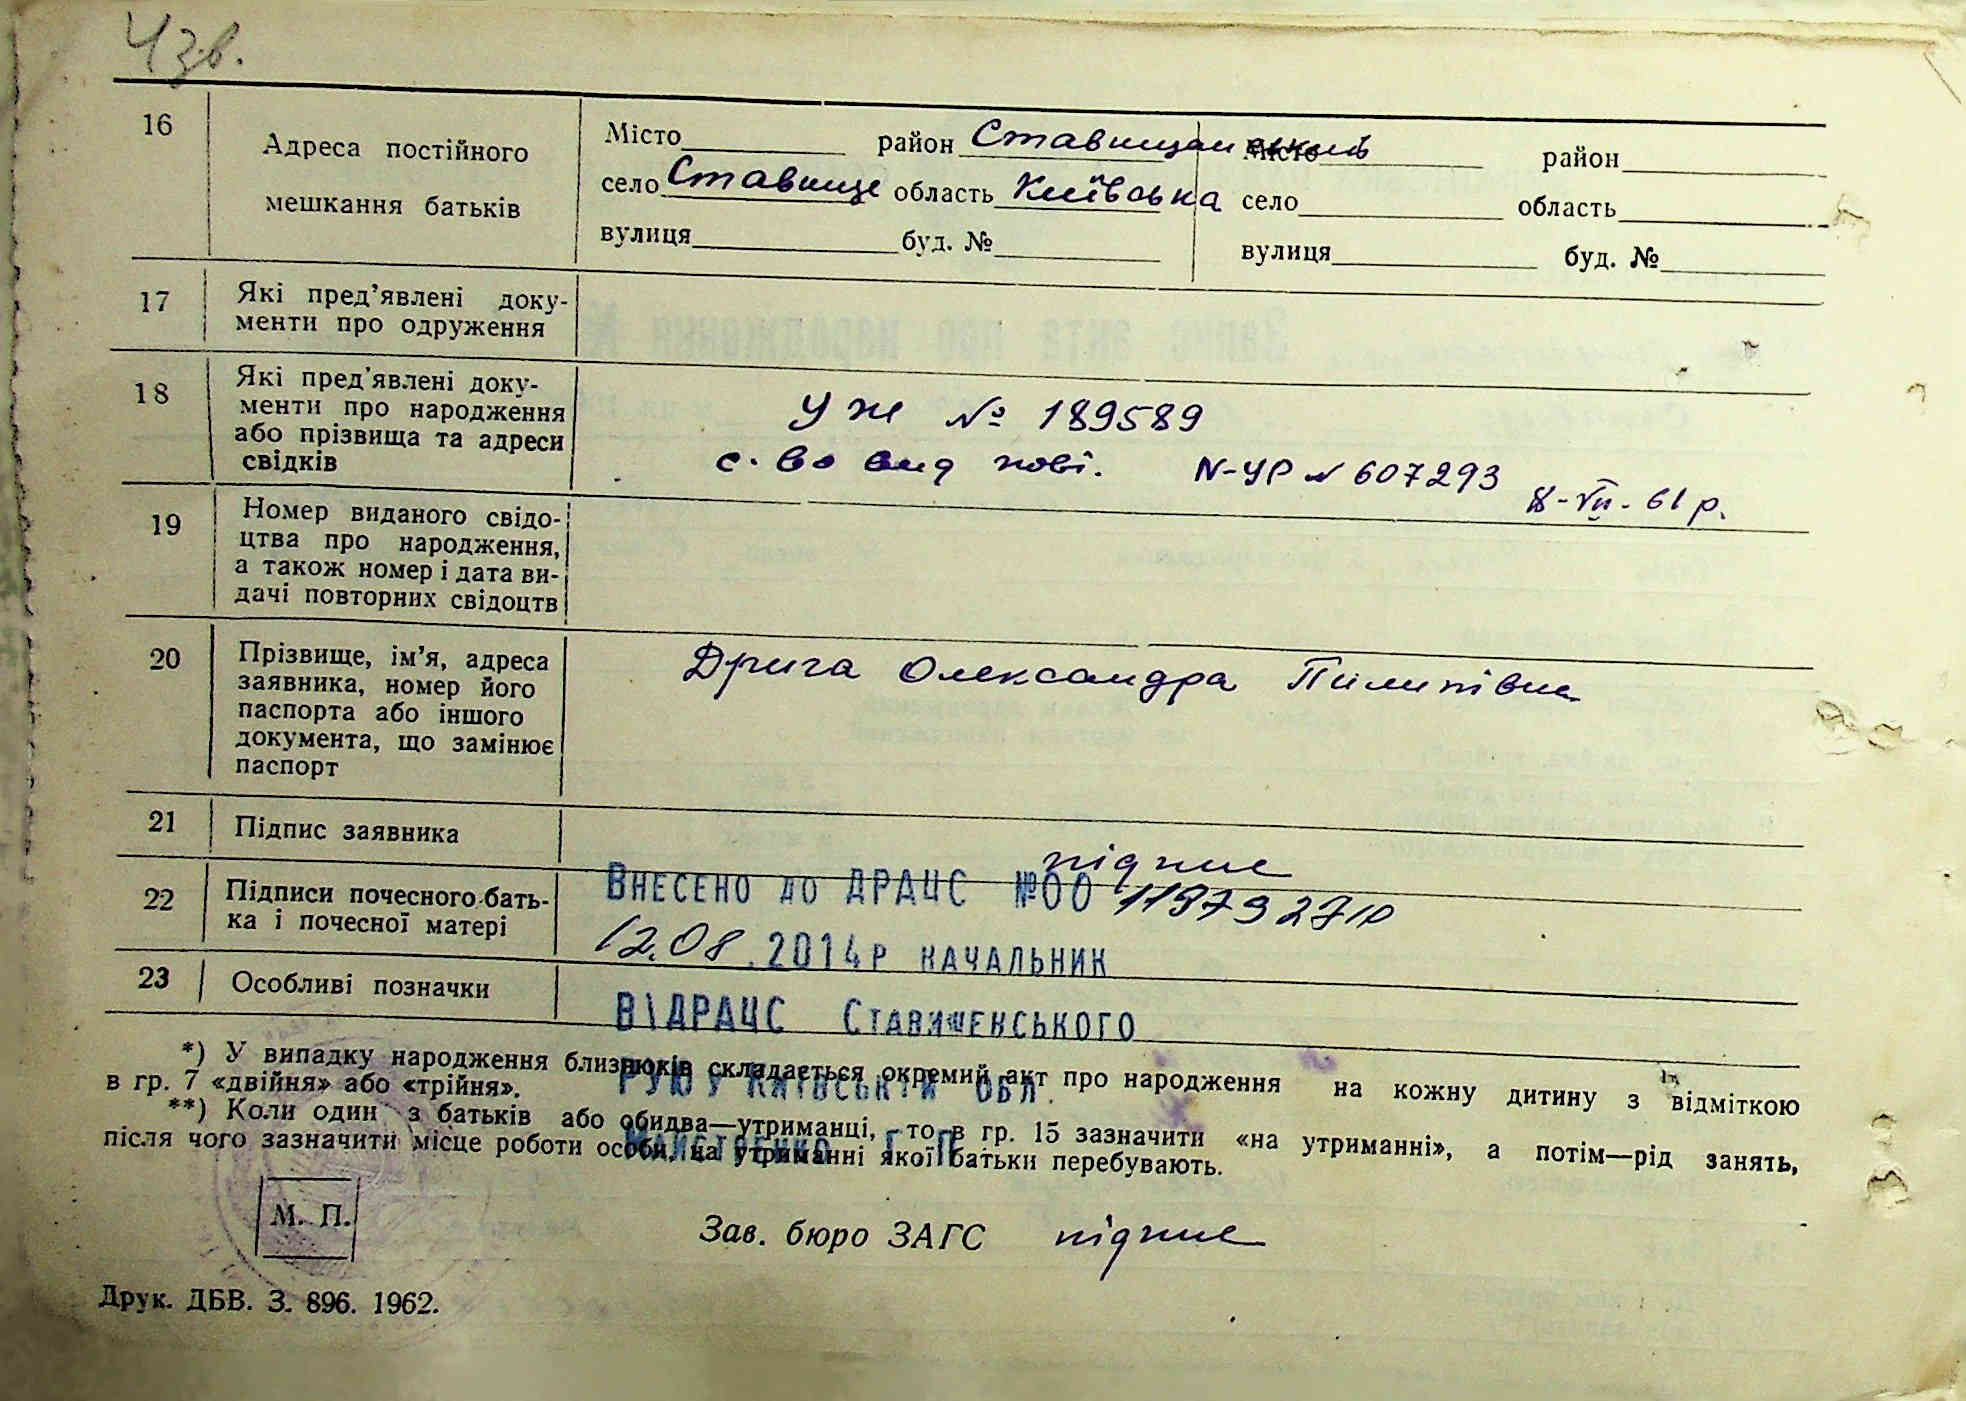 Ч зв.
16 Адреса постійного мешкання батьків
Місто район Ставищанський Місто район
село Ставище область Київська село область
вулиця буд. № вулиця буд. №
17 Які пред’явлені доку-
менти про одруження
18 Які пред’явлені доку-
менти про народження
або прізвища та адреси
свідків
УЖ № 189589
с-во вид нові. N-УР № 607293 8-VII-61 р.
19 Номер виданого свідо-
цтва про народження,
а також номер і дата ви-
дачі повторних свідоцтв
20 Прізвище, ім’я, адреса
заявника, номер його
паспорта або іншого
документа, що замінює
паспорт
Дрига Олександра Пилипівна
21 Підпис заявника
підпис
22 Підписи почесного бать-
ка і почесної матері
Внесено до ДРАЦС №00
12.08.2014р начальник
23 Особливі позначки
ВІДРАЦС Ставищенського
РУЮ У Київській обл.
*) У випадку народження близнюків складається окремий акт про народження на кожну дитину з відміткою
в гр. 7 «двійня» або «трійня».
**) Коли один з батьків або обидва—утриманці, то в гр. 15 зазначити «на утриманні», а потім—рід занять,
після чого зазначити місце роботи особи, на утриманні якої батьки перебувають.
М. П.
Зав. бюро ЗАГС підпис
Друк. ДБВ. З. 896. 1962.